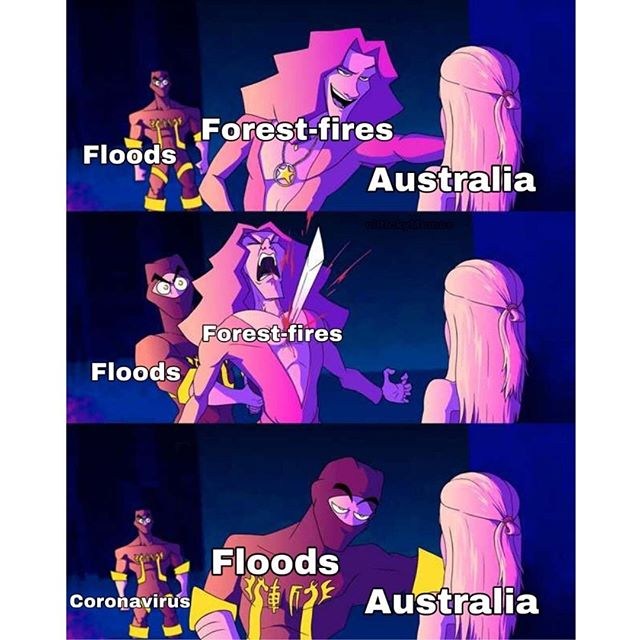 Forest-fires
Floods
Australia
Forest-fires
Floods
Floods
Coronavirus
Australia